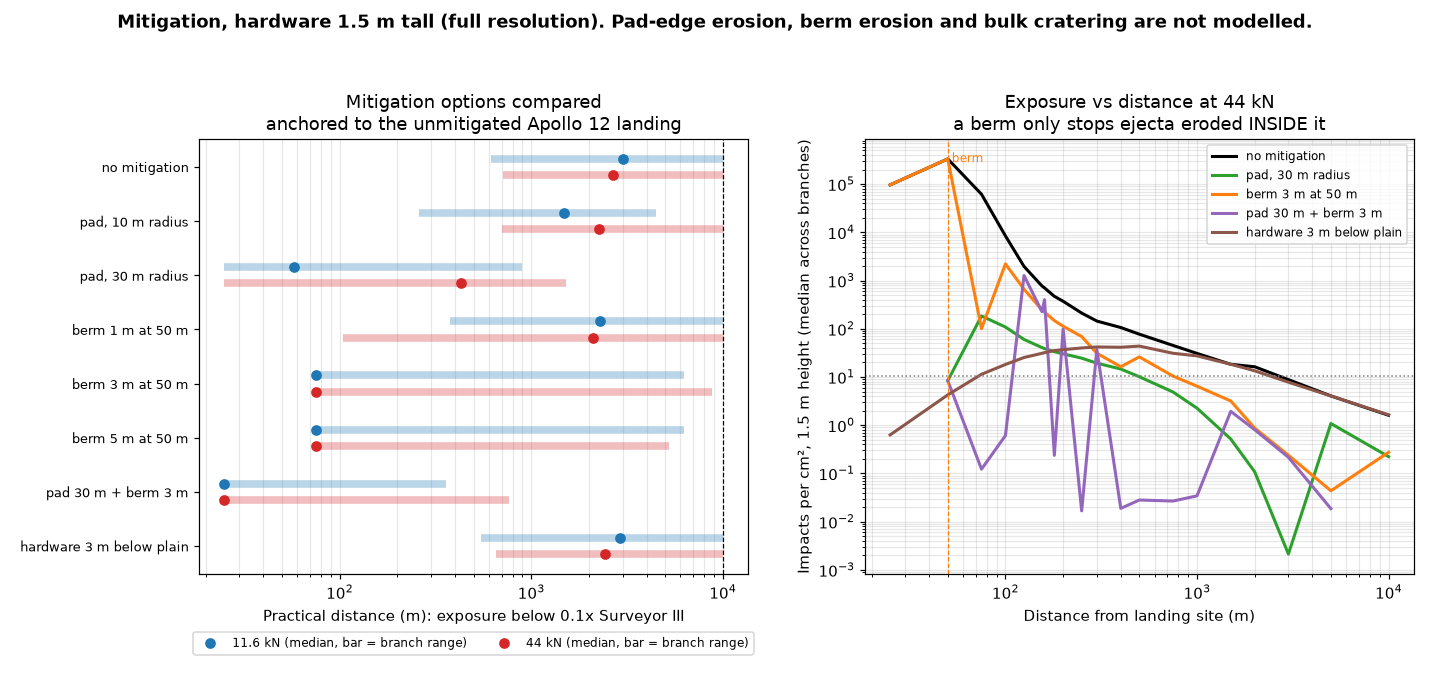 Mitigation, hardware 1.5 m tall (full resolution). Pad-edge erosion, berm erosion and bulk cratering are not modelled.
Mitigation options compared
anchored to the unmitigated Apollo 12 landing
no mitigation
pad, 10 m radius
pad, 30 m radius
berm 1 m at 50 m
berm 3 m at 50 m
berm 5 m at 50 m
pad 30 m + berm 3 m
hardware 3 m below plain
10²
10³
10⁴
Practical distance (m): exposure below 0.1x Surveyor III
11.6 kN (median, bar = branch range)
44 kN (median, bar = branch range)
Exposure vs distance at 44 kN
a berm only stops ejecta eroded INSIDE it
Impacts per cm², 1.5 m height (median across branches)
10⁵
10⁴
10³
10²
10¹
10⁰
10⁻¹
10⁻²
10⁻³
berm
no mitigation
pad, 30 m radius
berm 3 m at 50 m
pad 30 m + berm 3 m
hardware 3 m below plain
10²
10³
10⁴
Distance from landing site (m)